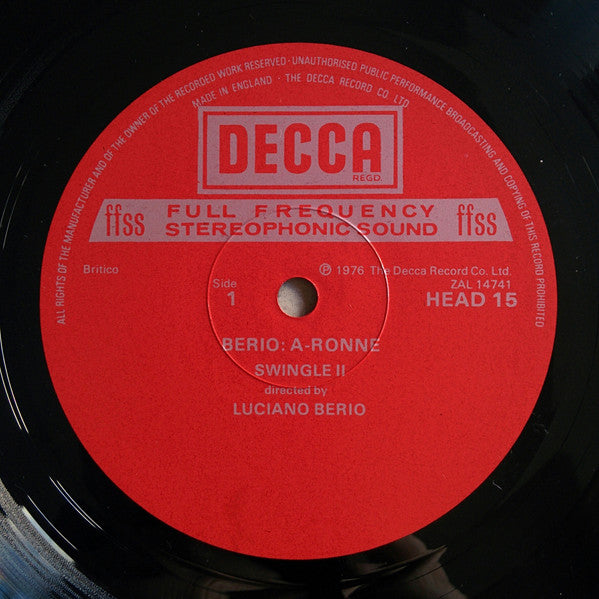 ALL RIGHTS OF THE MANUFACTURER AND OF THE OWNER OF THE RECORDED WORK RESERVED · UNAUTHORISED PUBLIC PERFORMANCE BROADCASTING AND COPYING OF THIS RECORD PROHIBITED
MADE IN ENGLAND · THE DECCA RECORD CO. LTD.
DECCA
REGD.
ffss FULL FREQUENCY ffss
STEREOPHONIC SOUND
Britico
Side
1
℗ 1976 The Decca Record Co. Ltd.
ZAL 14741
HEAD 15
BERIO: A-RONNE
SWINGLE II
directed by
LUCIANO BERIO